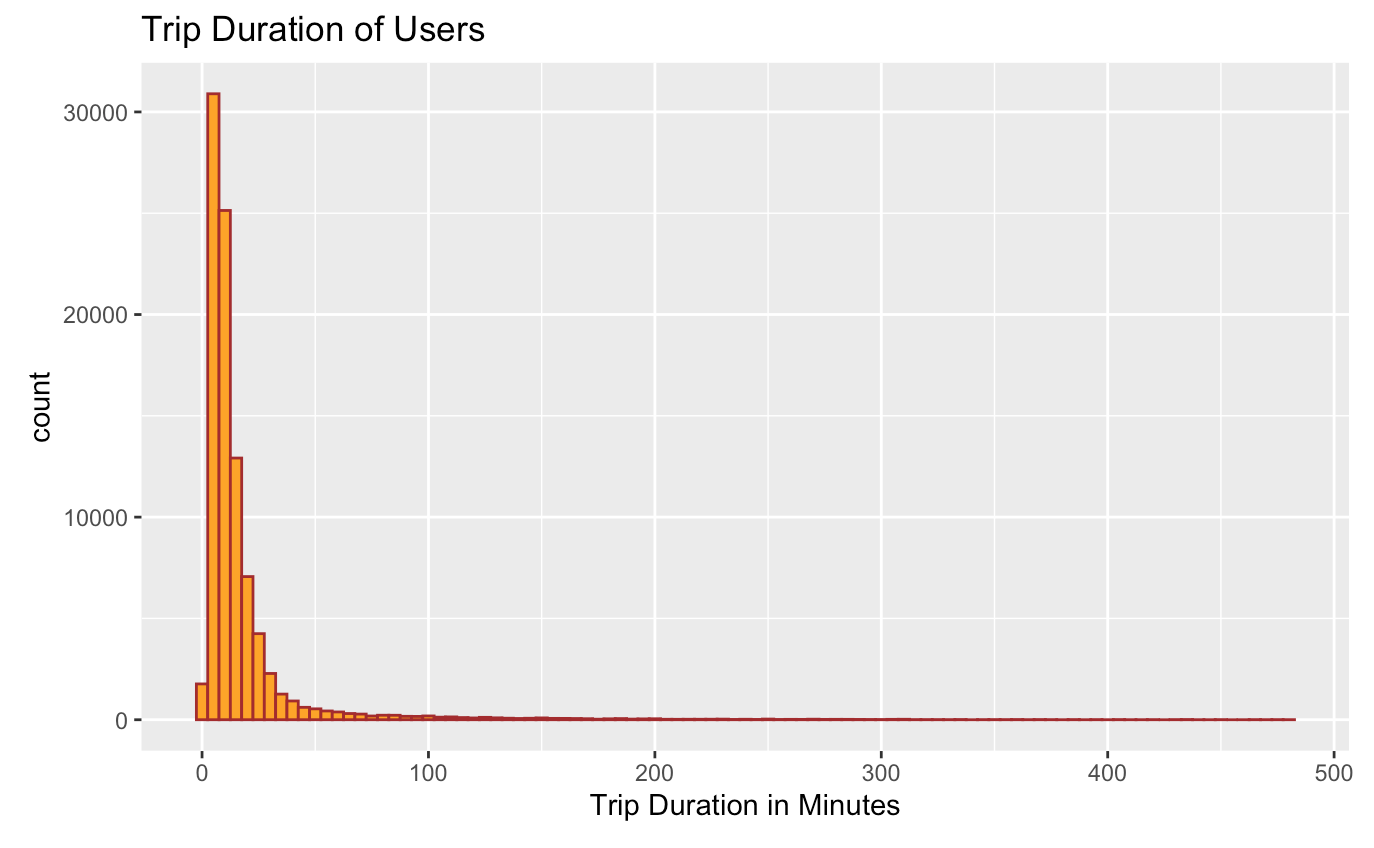 Trip Duration of Users
30000
20000
10000
0
count
0 100 200 300 400 500
Trip Duration in Minutes